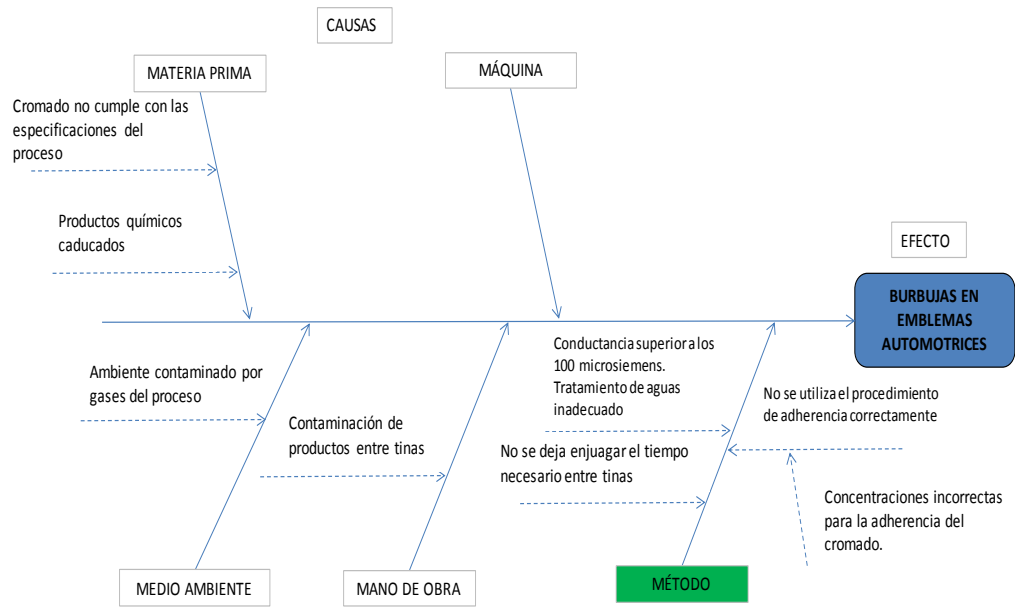 CAUSAS
MATERIA PRIMA
MÁQUINA
Cromado no cumple con las
especificaciones del
proceso
Productos químicos
caducados
EFECTO
BURBUJAS EN
EMBLEMAS
AUTOMOTRICES
Ambiente contaminado por
gases del proceso
Contaminación de
productos entre tinas
Conductancia superior a los
100 microsiemens.
Tratamiento de aguas
inadecuado
No se deja enjuagar el tiempo
necesario entre tinas
No se utiliza el procedimiento
de adherencia correctamente
Concentraciones incorrectas
para la adherencia del
cromado.
MEDIO AMBIENTE
MANO DE OBRA
MÉTODO